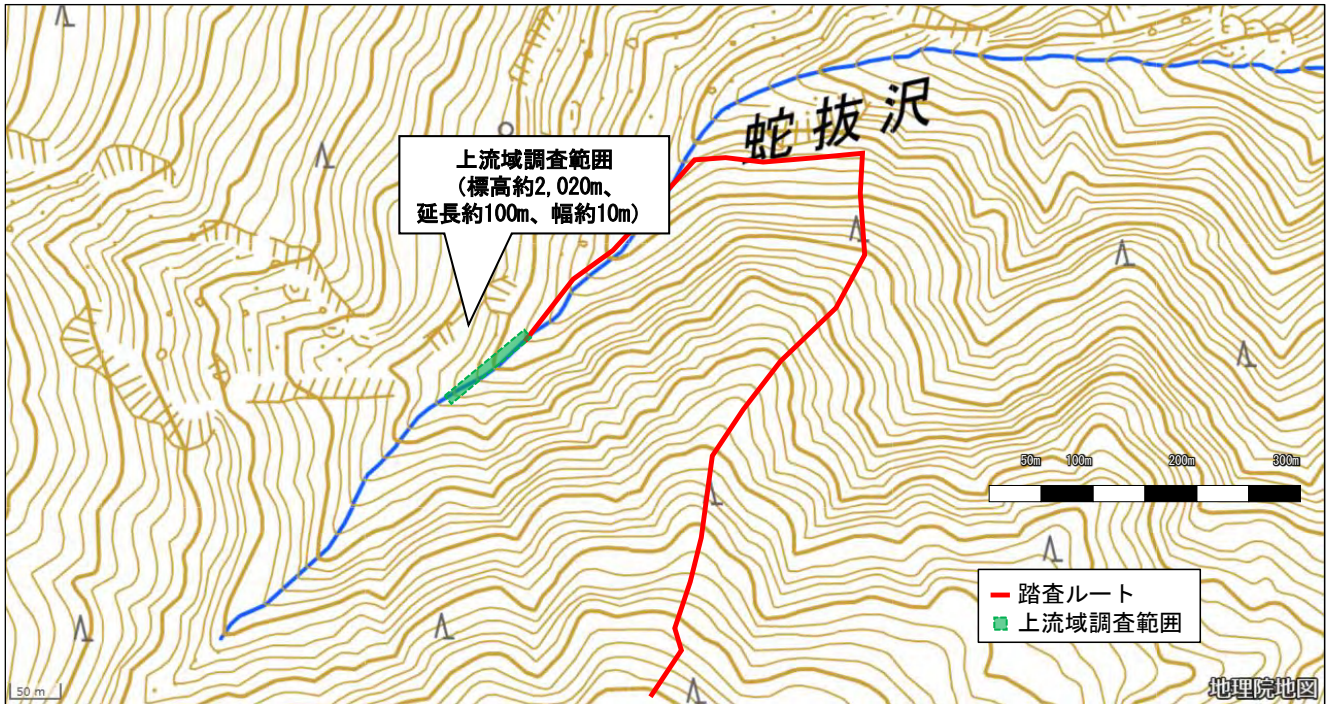 蛇抜沢
上流域調査範囲
(標高約2,020m、
延長約100m、幅約10m)
50m 100m 200m 300m
踏査ルート
上流域調査範囲
50 m
地理院地図